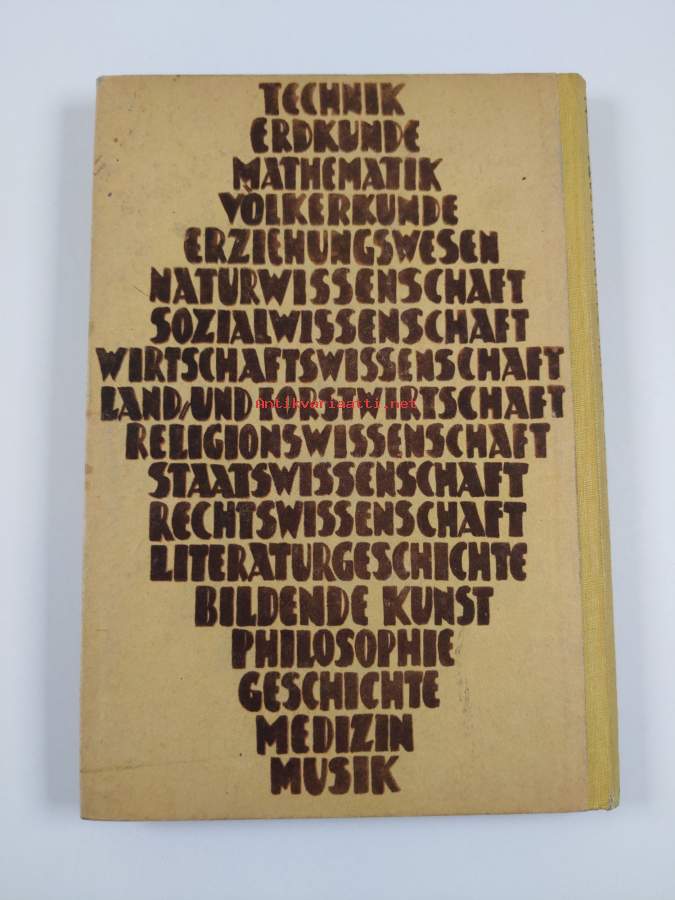 TECHNIK
ERDKUNDE
MATHEMATIK
VÖLKERKUNDE
ERZIEHUNGSWESEN
NATURWISSENSCHAFT
SOZIALWISSENSCHAFT
WIRTSCHAFTSWISSENSCHAFT
LAND-UND FORSTWIRTSCHAFT
Antikvariaatti.net
RELIGIONSWISSENSCHAFT
STAATSWISSENSCHAFT
RECHTSWISSENSCHAFT
LITERATURGESCHICHTE
BILDENDE KUNST
PHILOSOPHIE
GESCHICHTE
MEDIZIN
MUSIK